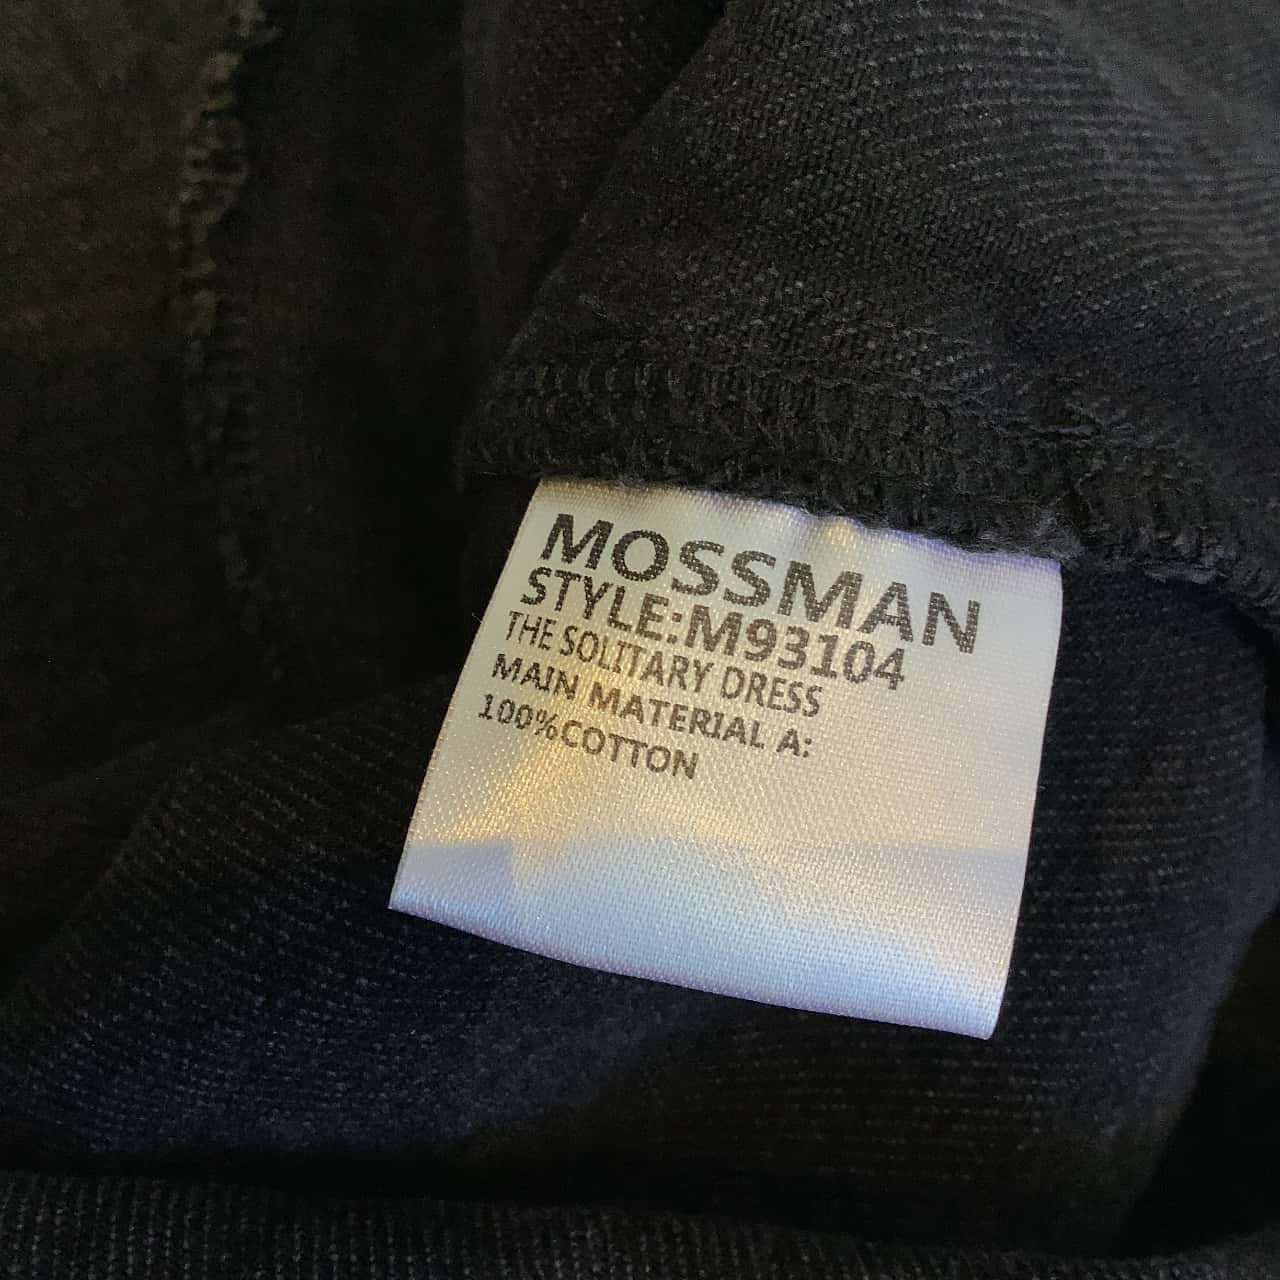 MOSSMAN
STYLE:M93104
THE SOLITARY DRESS
MAIN MATERIAL A:
100%COTTON